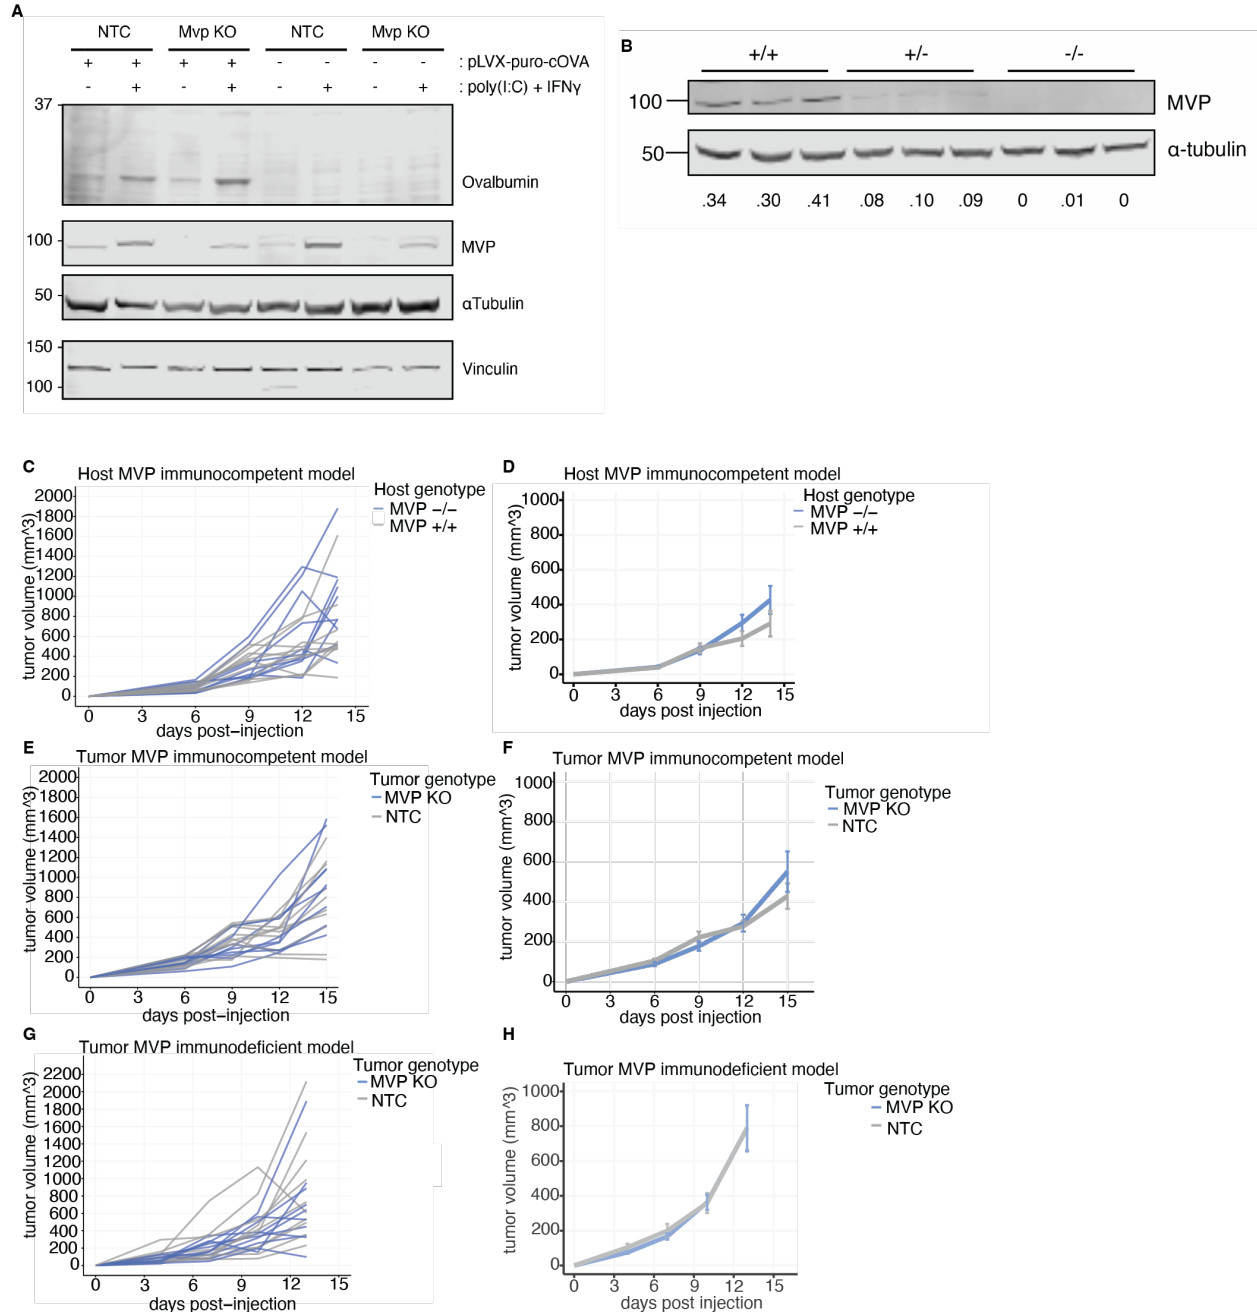 A
NTC Mvp KO NTC Mvp KO
+ + + + - - - - : pLVX-puro-cOVA
- + - + - + - + : poly(I:C) + IFNγ
37
Ovalbumin
100 MVP
50 αTubulin
150
Vinculin
100
B
+/+ +/- -/-
100 MVP
50 α-tubulin
.34 .30 .41 .08 .10 .09 0 .01 0
C
Host MVP immunocompetent model
Host genotype
MVP −/−
MVP +/+
tumor volume (mm^3)
2000
1800
1600
1400
1200
1000
800
600
400
200
0
0 3 6 9 12 15
days post−injection
D
Host MVP immunocompetent model
Host genotype
MVP −/−
MVP +/+
tumor volume (mm^3)
1000
800
600
400
200
0
0 3 6 9 12 15
days post injection
E
Tumor MVP immunocompetent model
Tumor genotype
MVP KO
NTC
tumor volume (mm^3)
2000
1800
1600
1400
1200
1000
800
600
400
200
0
0 3 6 9 12 15
days post−injection
F
Tumor MVP immunocompetent model
Tumor genotype
MVP KO
NTC
tumor volume (mm^3)
1000
800
600
400
200
0
0 3 6 9 12 15
days post injection
G
Tumor MVP immunodeficient model
Tumor genotype
MVP KO
NTC
tumor volume (mm^3)
2200
2000
1800
1600
1400
1200
1000
800
600
400
200
0
0 3 6 9 12 15
days post−injection
H
Tumor MVP immunodeficient model
Tumor genotype
MVP KO
NTC
tumor volume (mm^3)
1000
800
600
400
200
0
0 3 6 9 12 15
days post injection